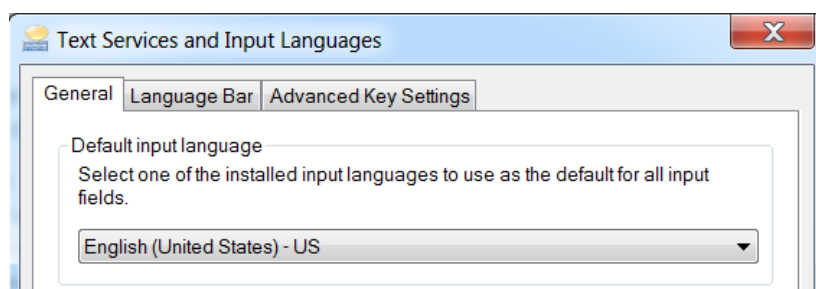 Text Services and Input Languages
General Language Bar Advanced Key Settings
Default input language
Select one of the installed input languages to use as the default for all input
fields.
English (United States) - US